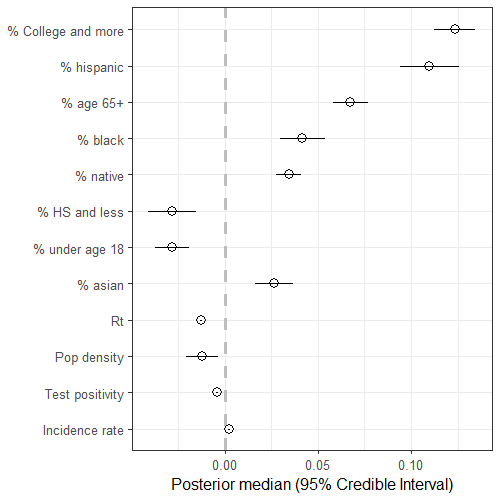 % College and more
% hispanic
% age 65+
% black
% native
% HS and less
% under age 18
% asian
Rt
Pop density
Test positivity
Incidence rate
0.00 0.05 0.10
Posterior median (95% Credible Interval)